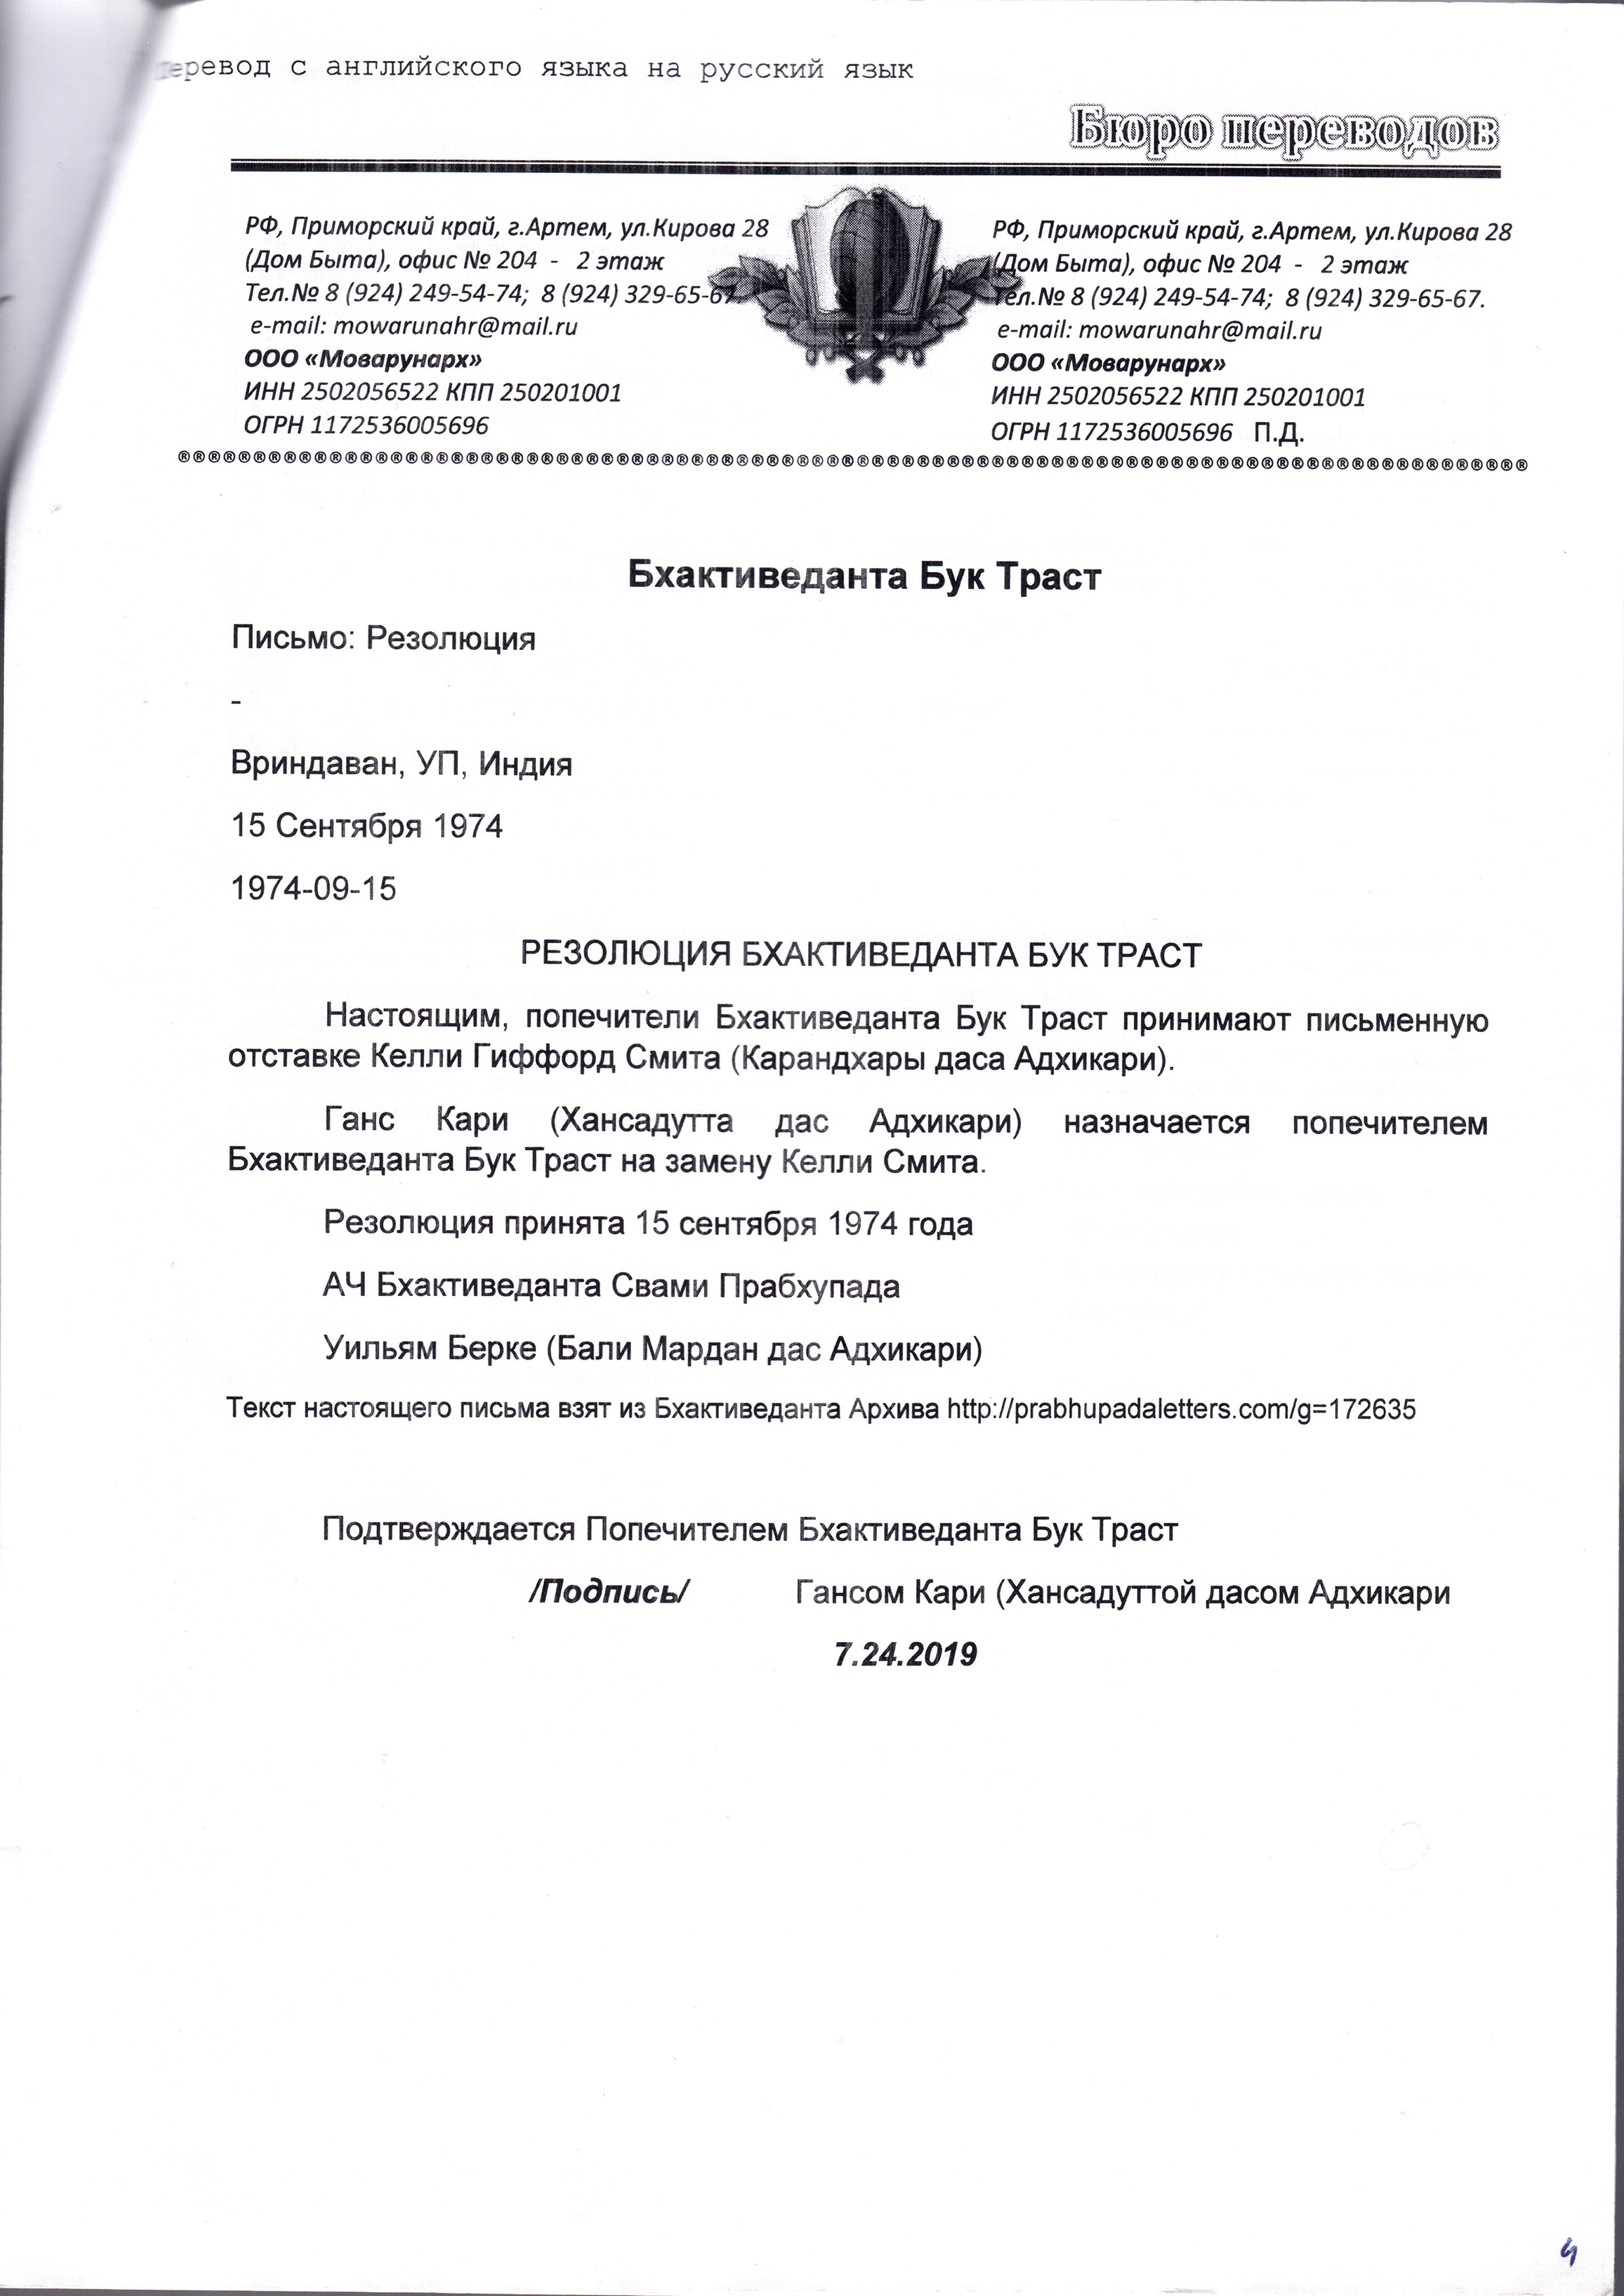 перевод с английского языка на русский язык
Бюро переводов
РФ, Приморский край, г.Артем, ул.Кирова 28
(Дом Быта), офис № 204 - 2 этаж
Тел.№ 8 (924) 249-54-74; 8 (924) 329-65-67.
e-mail: mowarunahr@mail.ru
ООО «Моварунарх»
ИНН 2502056522 КПП 250201001
ОГРН 1172536005696
РФ, Приморский край, г.Артем, ул.Кирова 28
(Дом Быта), офис № 204 - 2 этаж
Тел.№ 8 (924) 249-54-74; 8 (924) 329-65-67.
e-mail: mowarunahr@mail.ru
ООО «Моварунарх»
ИНН 2502056522 КПП 250201001
ОГРН 1172536005696 П.Д.
Бхактиведанта Бук Траст
Письмо: Резолюция
-
Вриндаван, УП, Индия
15 Сентября 1974
1974-09-15
РЕЗОЛЮЦИЯ БХАКТИВЕДАНТА БУК ТРАСТ
Настоящим, попечители Бхактиведанта Бук Траст принимают письменную
отставке Келли Гиффорд Смита (Карандхары даса Адхикари).
Ганс Кари (Хансадутта дас Адхикари) назначается попечителем
Бхактиведанта Бук Траст на замену Келли Смита.
Резолюция принята 15 сентября 1974 года
АЧ Бхактиведанта Свами Прабхупада
Уильям Берке (Бали Мардан дас Адхикари)
Текст настоящего письма взят из Бхактиведанта Архива http://prabhupadaletters.com/g=172635
Подтверждается Попечителем Бхактиведанта Бук Траст
/Подпись/ Гансом Кари (Хансадуттой дасом Адхикари
7.24.2019
4